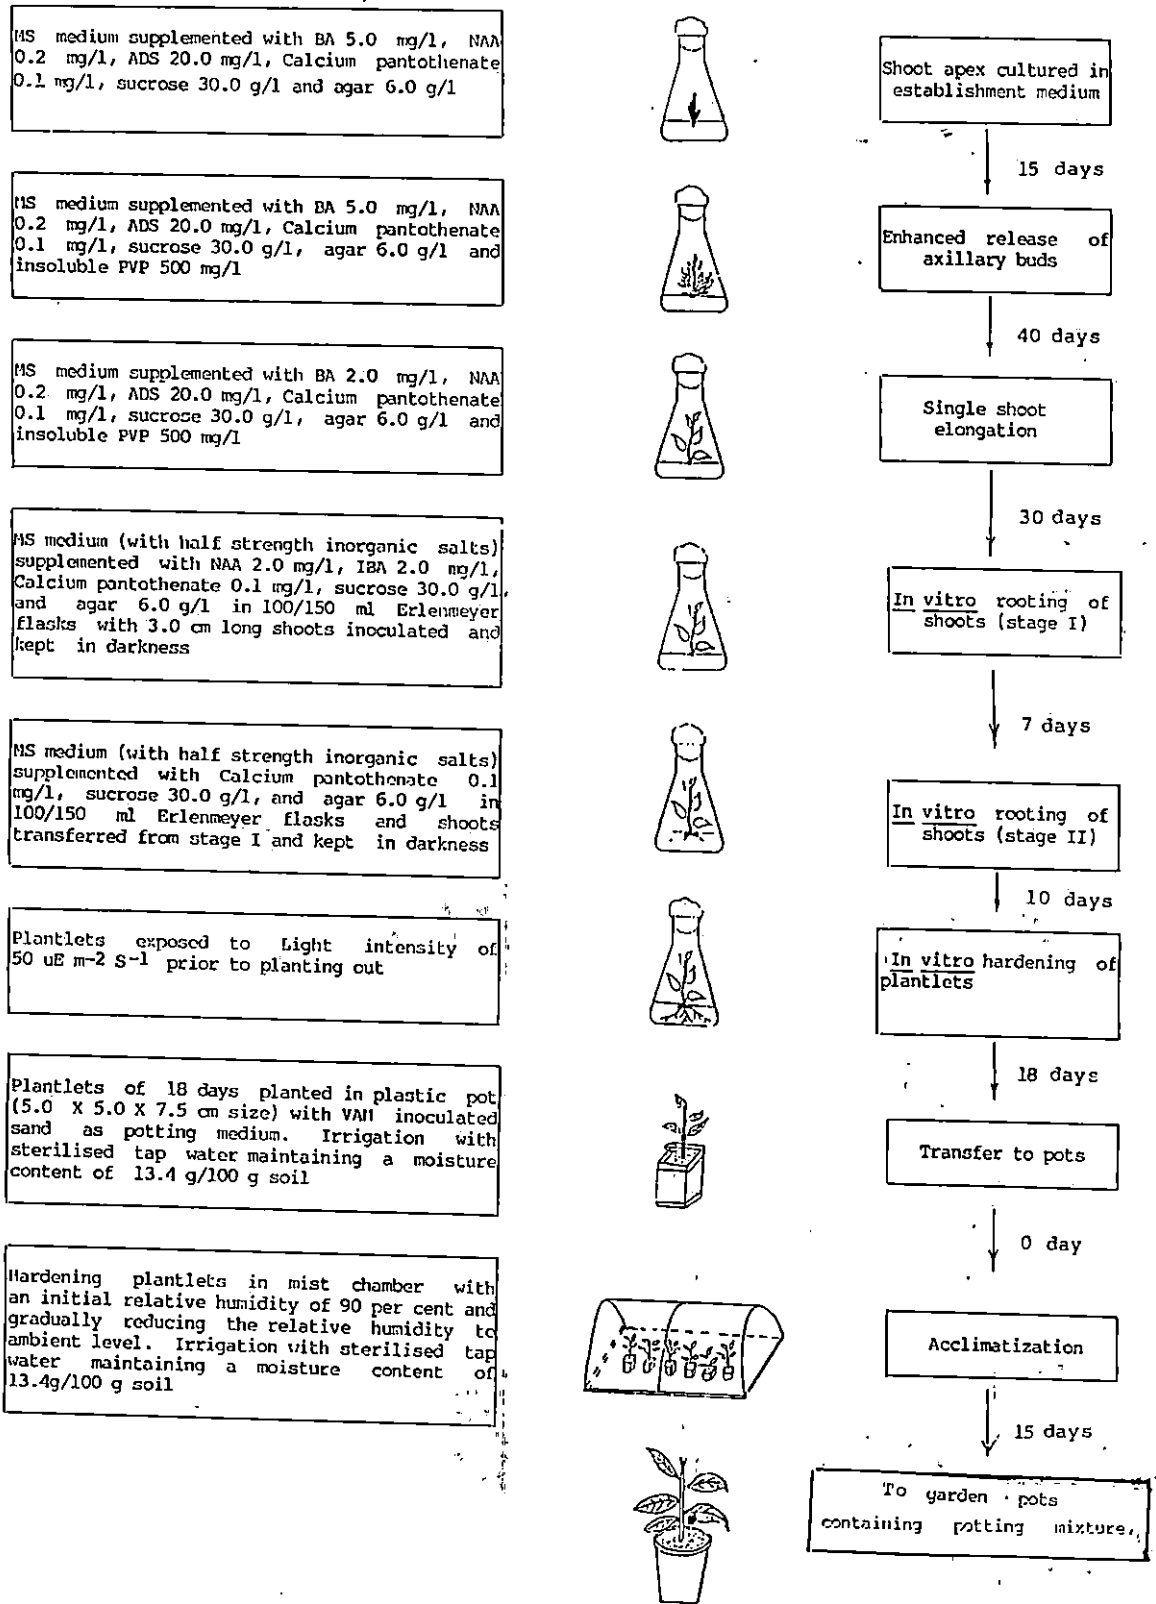 MS medium supplemented with BA 5.0 mg/l, NAA
0.2 mg/l, ADS 20.0 mg/l, Calcium pantothenate
0.1 mg/l, sucrose 30.0 g/l and agar 6.0 g/l
Shoot apex cultured in
establishment medium
15 days
MS medium supplemented with BA 5.0 mg/l, NAA
0.2 mg/l, ADS 20.0 mg/l, Calcium pantothenate
0.1 mg/l, sucrose 30.0 g/l, agar 6.0 g/l and
insoluble PVP 500 mg/l
Enhanced release of
axillary buds
40 days
MS medium supplemented with BA 2.0 mg/l, NAA
0.2 mg/l, ADS 20.0 mg/l, Calcium pantothenate
0.1 mg/l, sucrose 30.0 g/l, agar 6.0 g/l and
insoluble PVP 500 mg/l
Single shoot
elongation
30 days
MS medium (with half strength inorganic salts)
supplemented with NAA 2.0 mg/l, IBA 2.0 mg/l,
Calcium pantothenate 0.1 mg/l, sucrose 30.0 g/l,
and agar 6.0 g/l in 100/150 ml Erlenmeyer
flasks with 3.0 cm long shoots inoculated and
kept in darkness
In vitro rooting of
shoots (stage I)
7 days
MS medium (with half strength inorganic salts)
supplemented with Calcium pantothenate 0.1
mg/l, sucrose 30.0 g/l, and agar 6.0 g/l in
100/150 ml Erlenmeyer flasks and shoots
transferred from stage I and kept in darkness
In vitro rooting of
shoots (stage II)
10 days
Plantlets exposed to Light intensity of
50 uE m-2 S-1 prior to planting out
In vitro hardening of
plantlets
18 days
Plantlets of 18 days planted in plastic pot
(5.0 X 5.0 X 7.5 cm size) with VAM inoculated
sand as potting medium. Irrigation with
sterilised tap water maintaining a moisture
content of 13.4 g/100 g soil
Transfer to pots
0 day
Hardening plantlets in mist chamber with
an initial relative humidity of 90 per cent and
gradually reducing the relative humidity to
ambient level. Irrigation with sterilised tap
water maintaining a moisture content of
13.4g/100 g soil
Acclimatization
15 days
To garden pots
containing potting mixture.